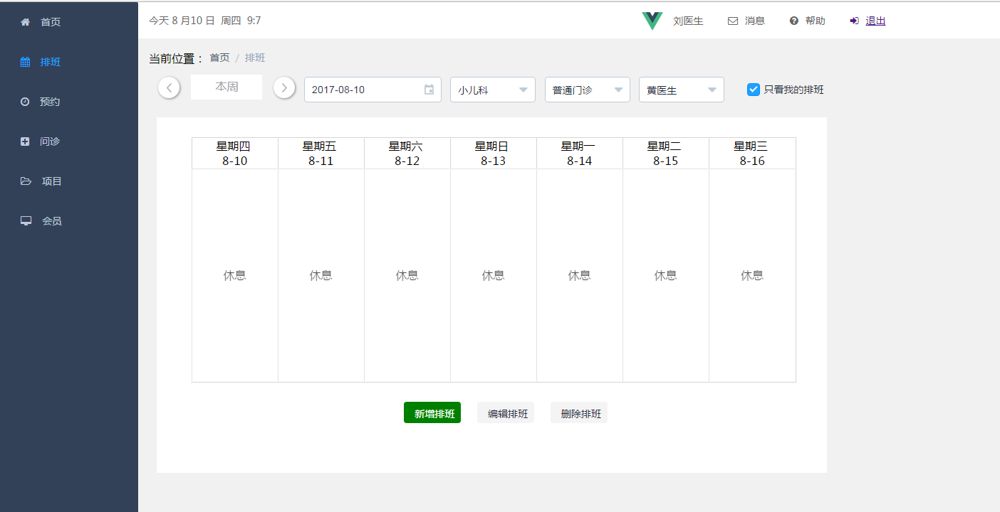 今天 8 月10 日 周四 9:7
刘医生 消息 帮助 退出
首页
排班
预约
问诊
项目
会员
当前位置： 首页 / 排班
本周 2017-08-10 小儿科 普通门诊 黄医生 只看我的排班
星期四 星期五 星期六 星期日 星期一 星期二 星期三
8-10 8-11 8-12 8-13 8-14 8-15 8-16
休息 休息 休息 休息 休息 休息 休息
新增排班 编辑排班 删除排班